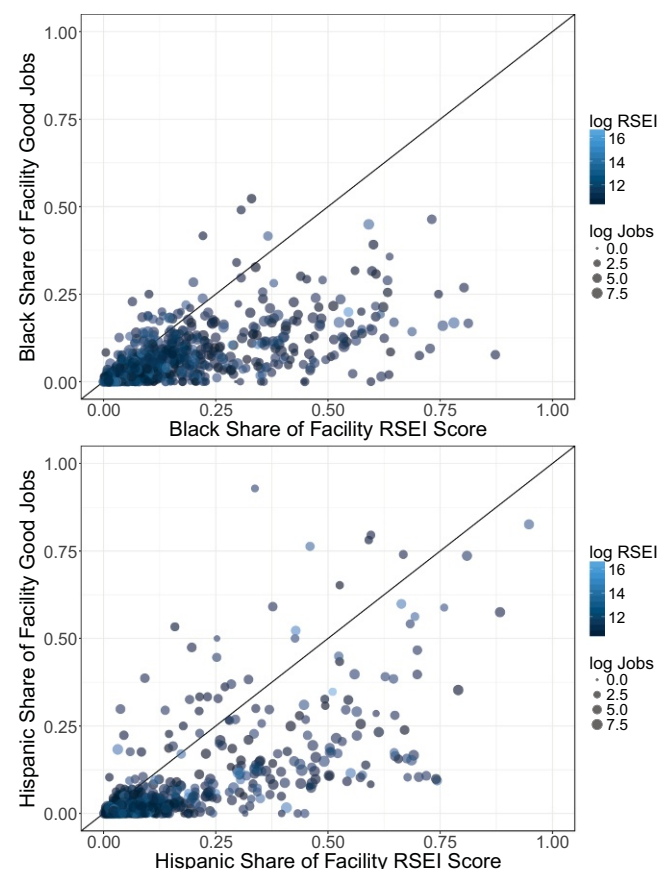 Black Share of Facility Good Jobs
1.00
0.75
0.50
0.25
0.00
0.00 0.25 0.50 0.75 1.00
Black Share of Facility RSEI Score
log RSEI
16
14
12
log Jobs
0.0
2.5
5.0
7.5
Hispanic Share of Facility Good Jobs
1.00
0.75
0.50
0.25
0.00
0.00 0.25 0.50 0.75 1.00
Hispanic Share of Facility RSEI Score
log RSEI
16
14
12
log Jobs
0.0
2.5
5.0
7.5